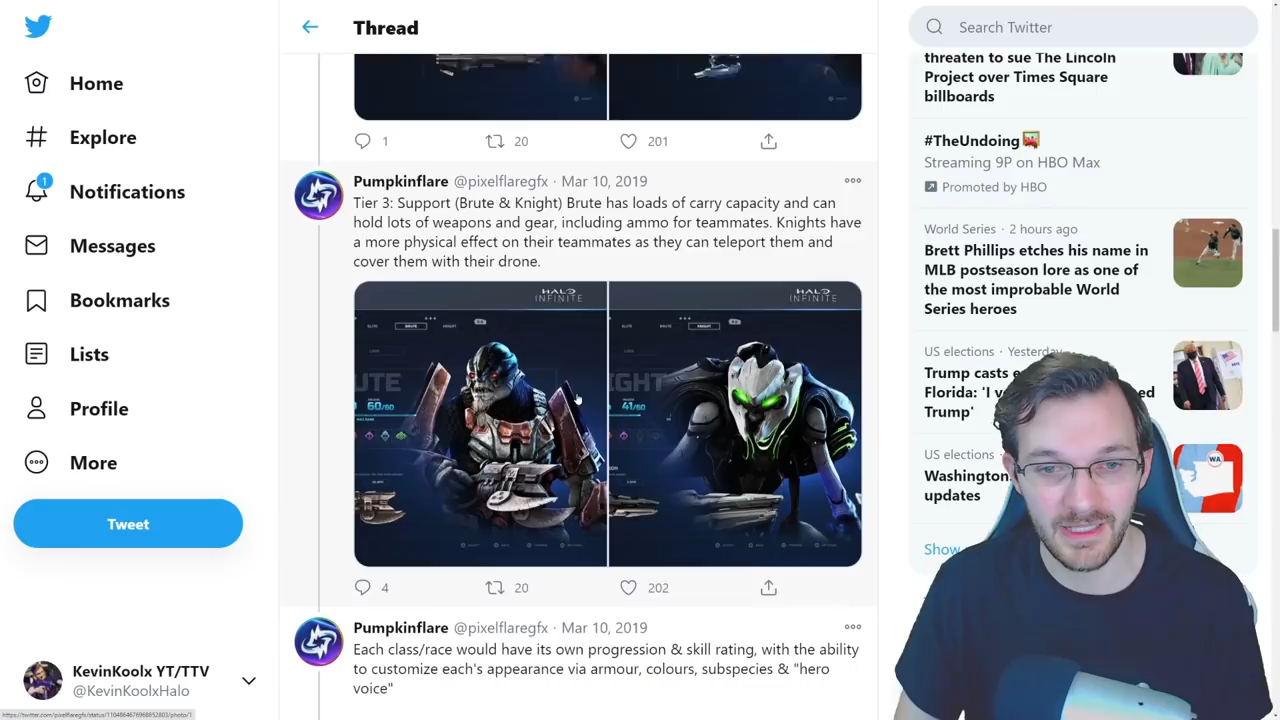 Home
Explore
1
Notifications
Messages
Bookmarks
Lists
Profile
More
Tweet
KevinKoolx YT/TTV
@KevinKoolxHalo
Thread
1
20
201
Pumpkinflare @pixelflaregfx · Mar 10, 2019
Tier 3: Support (Brute & Knight) Brute has loads of carry capacity and can
hold lots of weapons and gear, including ammo for teammates. Knights have
a more physical effect on their teammates as they can teleport them and
cover them with their drone.
HALO
INFINITE
ELITE BRUTE KNIGHT
60/60
HALO
INFINITE
ELITE BRUTE KNIGHT
41/60
4
20
202
Pumpkinflare @pixelflaregfx · Mar 10, 2019
Each class/race would have its own progression & skill rating, with the ability
to customize each's appearance via armour, colours, subspecies & "hero
voice"
Search Twitter
threaten to sue The Lincoln
Project over Times Square
billboards
#TheUndoing
Streaming 9P on HBO Max
Promoted by HBO
World Series · 2 hours ago
Brett Phillips etches his name in
MLB postseason lore as one of
the most improbable World
Series heroes
US elections · Yesterday
Trump casts
Florida: 'I
Trump'
US elections
Washington
updates
WA
Show